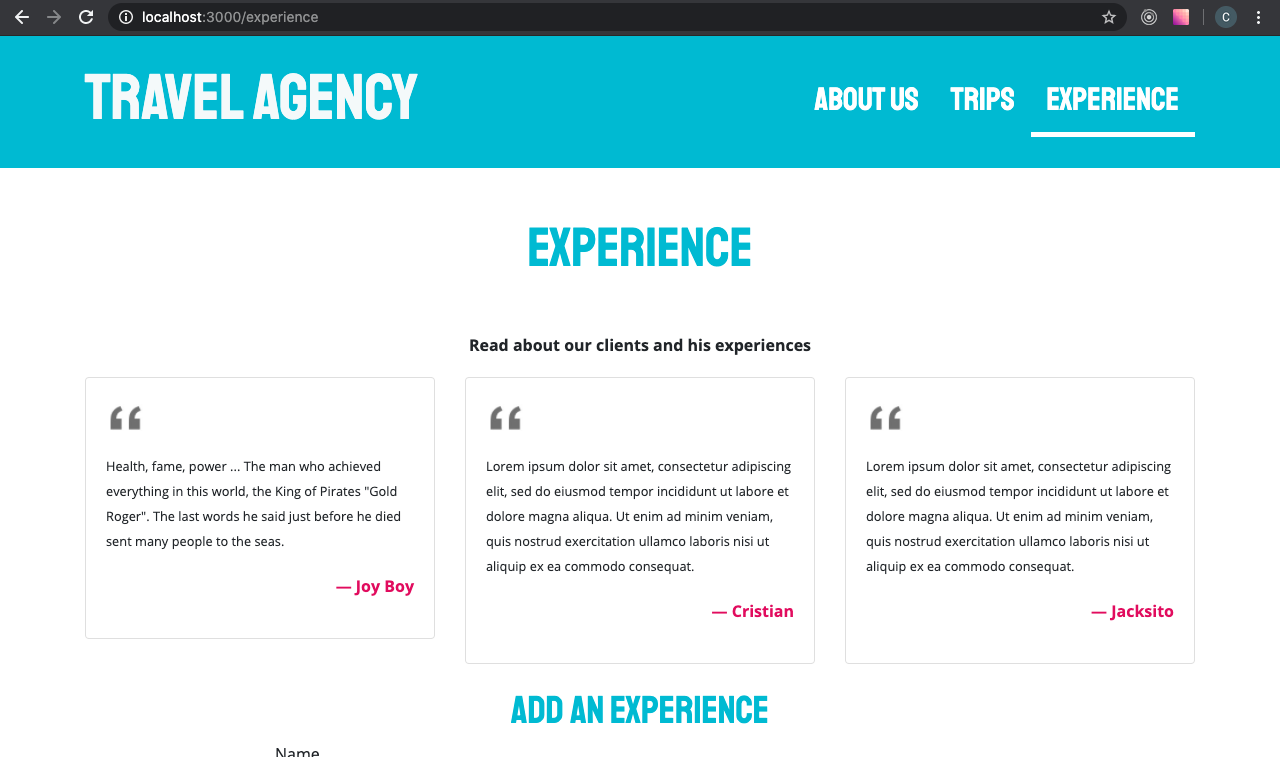 localhost:3000/experience
C
TRAVEL AGENCY
ABOUT US TRIPS EXPERIENCE
EXPERIENCE
Read about our clients and his experiences
“
Health, fame, power ... The man who achieved
everything in this world, the King of Pirates "Gold
Roger". The last words he said just before he died
sent many people to the seas.
— Joy Boy
“
Lorem ipsum dolor sit amet, consectetur adipiscing
elit, sed do eiusmod tempor incididunt ut labore et
dolore magna aliqua. Ut enim ad minim veniam,
quis nostrud exercitation ullamco laboris nisi ut
aliquip ex ea commodo consequat.
— Cristian
“
Lorem ipsum dolor sit amet, consectetur adipiscing
elit, sed do eiusmod tempor incididunt ut labore et
dolore magna aliqua. Ut enim ad minim veniam,
quis nostrud exercitation ullamco laboris nisi ut
aliquip ex ea commodo consequat.
— Jacksito
ADD AN EXPERIENCE
Name